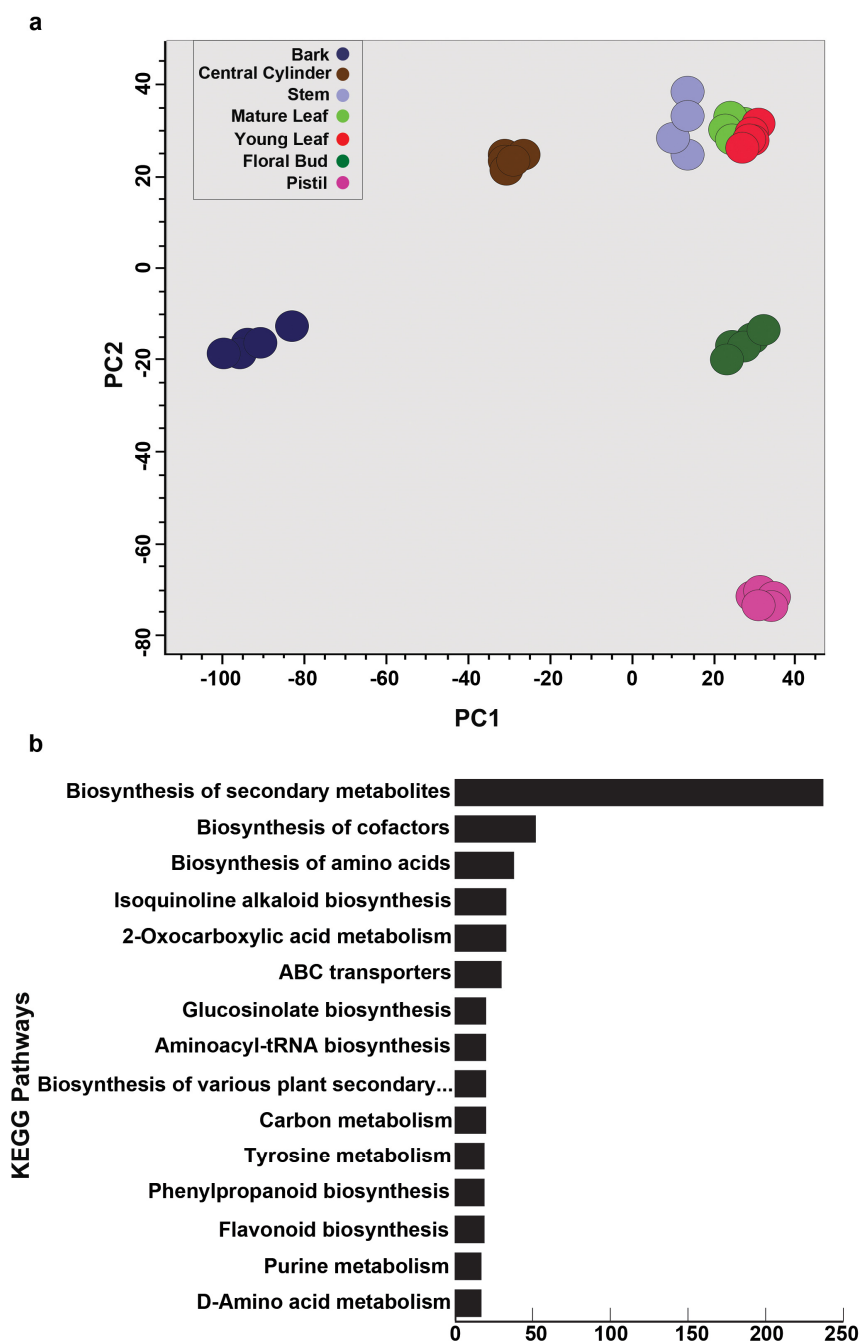 a
Bark
Central Cylinder
Stem
Mature Leaf
Young Leaf
Floral Bud
Pistil
40
20
0
-20
-40
-60
-80
PC2
-100 -80 -60 -40 -20 0 20 40
PC1
b
KEGG Pathways
Biosynthesis of secondary metabolites
Biosynthesis of cofactors
Biosynthesis of amino acids
Isoquinoline alkaloid biosynthesis
2-Oxocarboxylic acid metabolism
ABC transporters
Glucosinolate biosynthesis
Aminoacyl-tRNA biosynthesis
Biosynthesis of various plant secondary...
Carbon metabolism
Tyrosine metabolism
Phenylpropanoid biosynthesis
Flavonoid biosynthesis
Purine metabolism
D-Amino acid metabolism
0 50 100 150 200 250